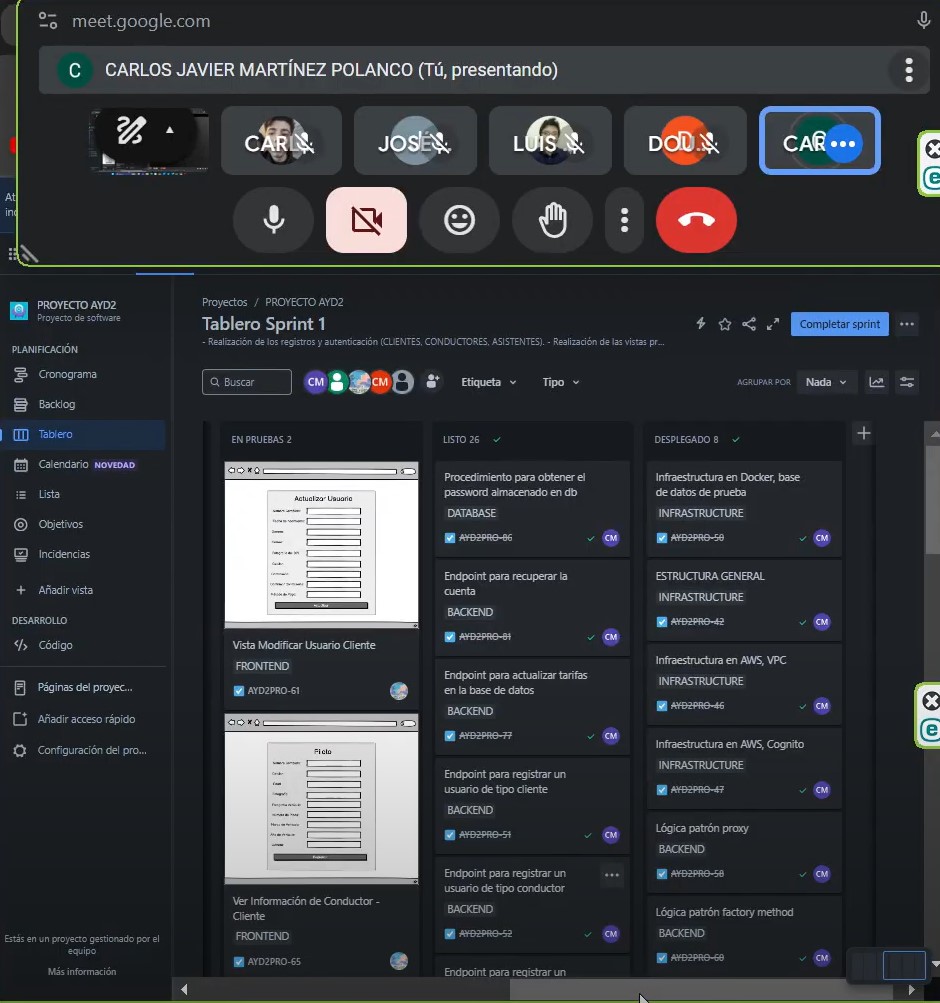 meet.google.com
C CARLOS JAVIER MARTÍNEZ POLANCO (Tú, presentando)
CARL
JOSÉ
LUIS
DOU...
CAR
PROYECTO AYD2
Proyecto de software
PLANIFICACIÓN
Cronograma
Backlog
Tablero
Calendario NOVEDAD
Lista
Objetivos
Incidencias
Añadir vista
DESARROLLO
Código
Páginas del proyec...
Añadir acceso rápido
Configuración del pro...
Estás en un proyecto gestionado por el
equipo
Más información
Proyectos / PROYECTO AYD2
Tablero Sprint 1
- Realización de los registros y autenticación (CLIENTES, CONDUCTORES, ASISTENTES). - Realización de las vistas pr...
Completar sprint
Buscar
CM
CM
Etiqueta
Tipo
AGRUPAR POR
Nada
EN PRUEBAS 2
Actualizar Usuario
Vista Modificar Usuario Cliente
FRONTEND
AYD2PRO-61
Piloto
Ver Información de Conductor -
Cliente
FRONTEND
AYD2PRO-65
LISTO 26
Procedimiento para obtener el
password almacenado en db
DATABASE
AYD2PRO-86 CM
Endpoint para recuperar la
cuenta
BACKEND
AYD2PRO-81 CM
Endpoint para actualizar tarifas
en la base de datos
BACKEND
AYD2PRO-77 CM
Endpoint para registrar un
usuario de tipo cliente
BACKEND
AYD2PRO-51 CM
Endpoint para registrar un
usuario de tipo conductor
BACKEND
AYD2PRO-52 CM
Endpoint para registrar un
DESPLEGADO 8
Infraestructura en Docker, base
de datos de prueba
INFRASTRUCTURE
AYD2PRO-50 CM
ESTRUCTURA GENERAL
INFRASTRUCTURE
AYD2PRO-42 CM
Infraestructura en AWS, VPC
INFRASTRUCTURE
AYD2PRO-46 CM
Infraestructura en AWS, Cognito
INFRASTRUCTURE
AYD2PRO-47 CM
Lógica patrón proxy
BACKEND
AYD2PRO-58 CM
Lógica patrón factory method
BACKEND
AYD2PRO-60 CM